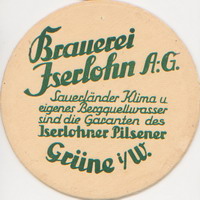 Brauerei
Iserlohn A.G.
Sauerländer Klima u
eigenes Bergquellwasser
sind die Garanten des
Iserlohner Pilsener
Grüne i/W.